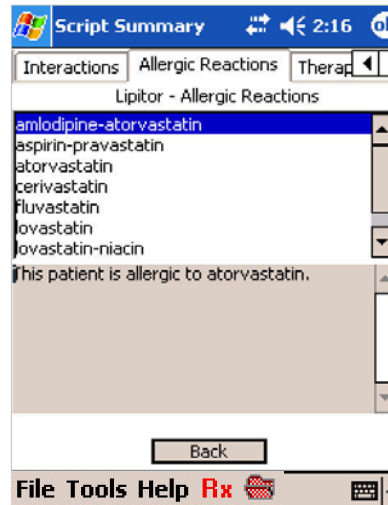 Script Summary 2:16 ok
Interactions Allergic Reactions Therap
Lipitor - Allergic Reactions
amlodipine-atorvastatin
aspirin-pravastatin
atorvastatin
cerivastatin
fluvastatin
lovastatin
lovastatin-niacin
This patient is allergic to atorvastatin.
Back
File Tools Help Rx